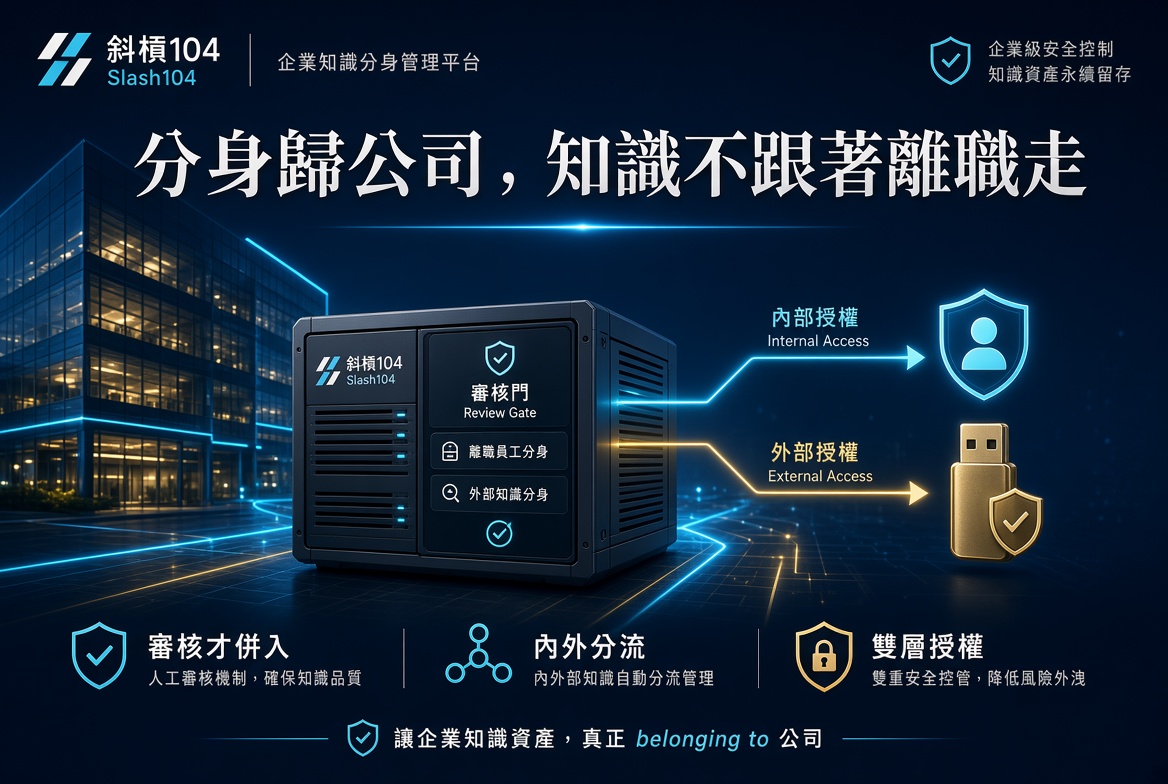 斜槓104
Slash104
企業知識分身管理平台
企業級安全控制
知識資產永續留存
分身歸公司，知識不跟著離職走
斜槓104
Slash104
審核門
Review Gate
離職員工分身
外部知識分身
內部授權
Internal Access
外部授權
External Access
審核才併入
人工審核機制，確保知識品質
內外分流
內外部知識自動分流管理
雙層授權
雙重安全控管，降低風險外洩
讓企業知識資產，真正 belonging to 公司